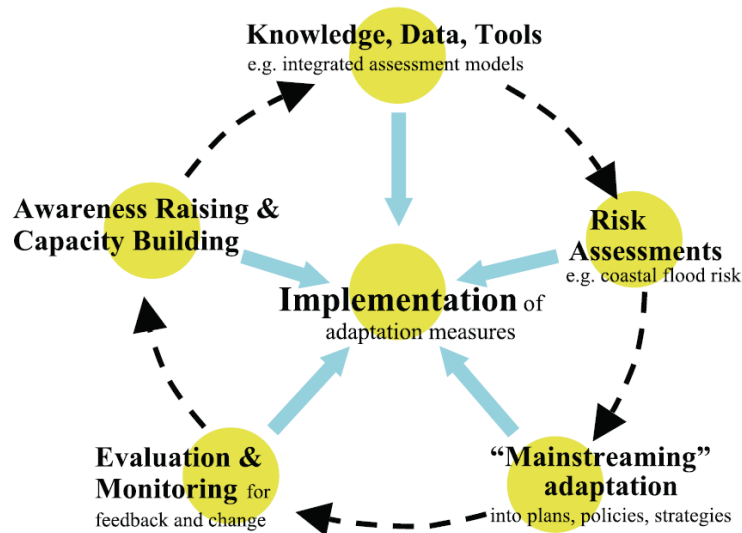 Knowledge, Data, Tools
e.g. integrated assessment models
Awareness Raising &
Capacity Building
Risk
Assessments
e.g. coastal flood risk
Implementation of
adaptation measures
Evaluation &
Monitoring for
feedback and change
“Mainstreaming”
adaptation
into plans, policies, strategies